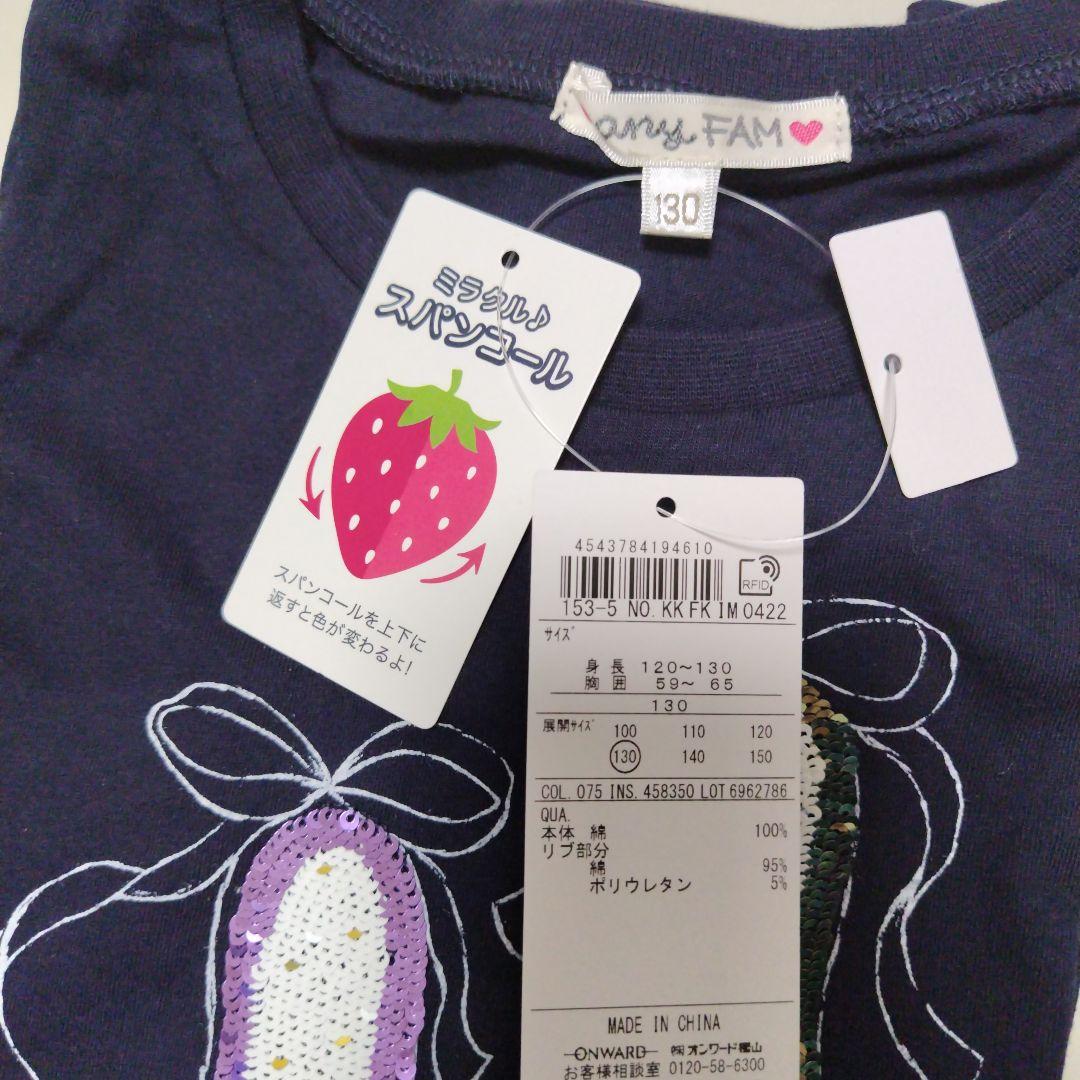 any FAM
130
ミラクル♪
スパンコール
スパンコールを上下に
返すと色が変わるよ!
4543784194610
RFID
153-5 NO. KKFKIM0422
サイズ
身長 120~130
胸囲 59~ 65
130
展開サイズ 100 110 120
130 140 150
COL. 075 INS. 458350 LOT 6962786
QUA.
本体 綿 100%
リブ部分
綿 95%
ポリウレタン 5%
MADE IN CHINA
ONWARD ㈱オンワード樫山
お客様相談室 0120-58-6300